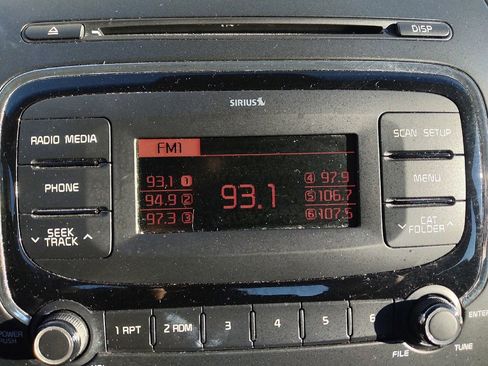 DISP
SIRIUS
RADIO MEDIA
SCAN SETUP
PHONE
MENU
SEEK
TRACK
CAT
FOLDER
FM1
93.1 1
94.9 2
97.3 3
93.1
4 97.9
5 106.7
6 107.5
POWER
PUSH
1 RPT
2 RDM
3
4
5
6
ENTER
TUNE
FILE